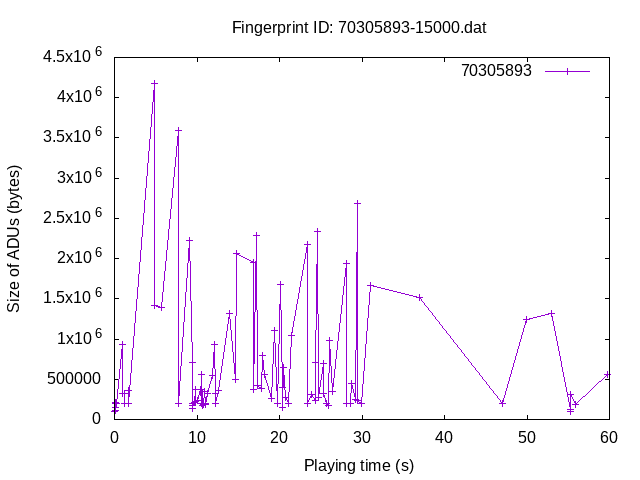 Fingerprint ID: 70305893-15000.dat
70305893
4.5x10 6
4x10 6
3.5x10 6
3x10 6
2.5x10 6
2x10 6
1.5x10 6
1x10 6
500000
0
Size of ADUs (bytes)
0 10 20 30 40 50 60
Playing time (s)